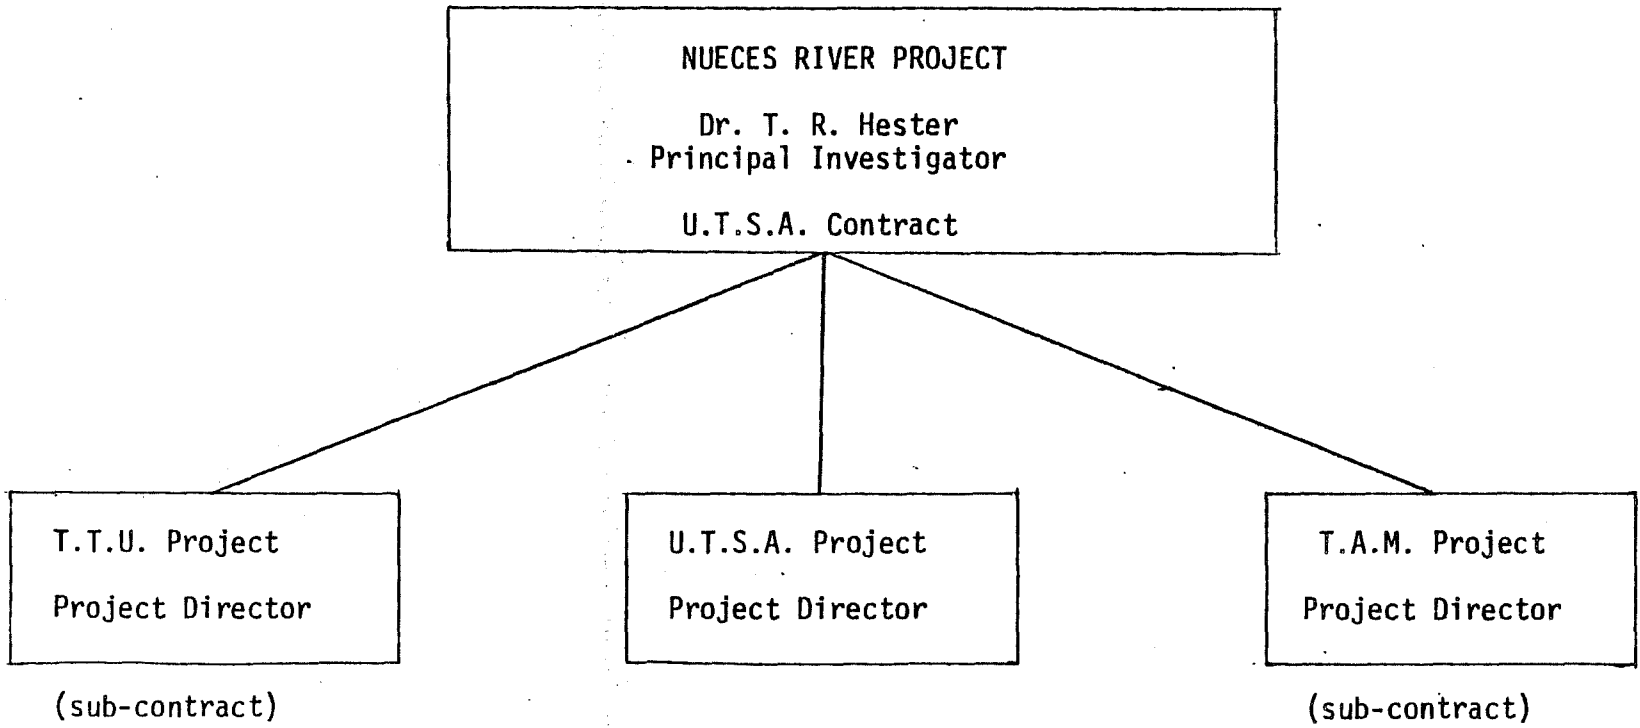 NUECES RIVER PROJECT
Dr. T. R. Hester
Principal Investigator
U.T.S.A. Contract
T.T.U. Project
Project Director
(sub-contract)
U.T.S.A. Project
Project Director
T.A.M. Project
Project Director
(sub-contract)